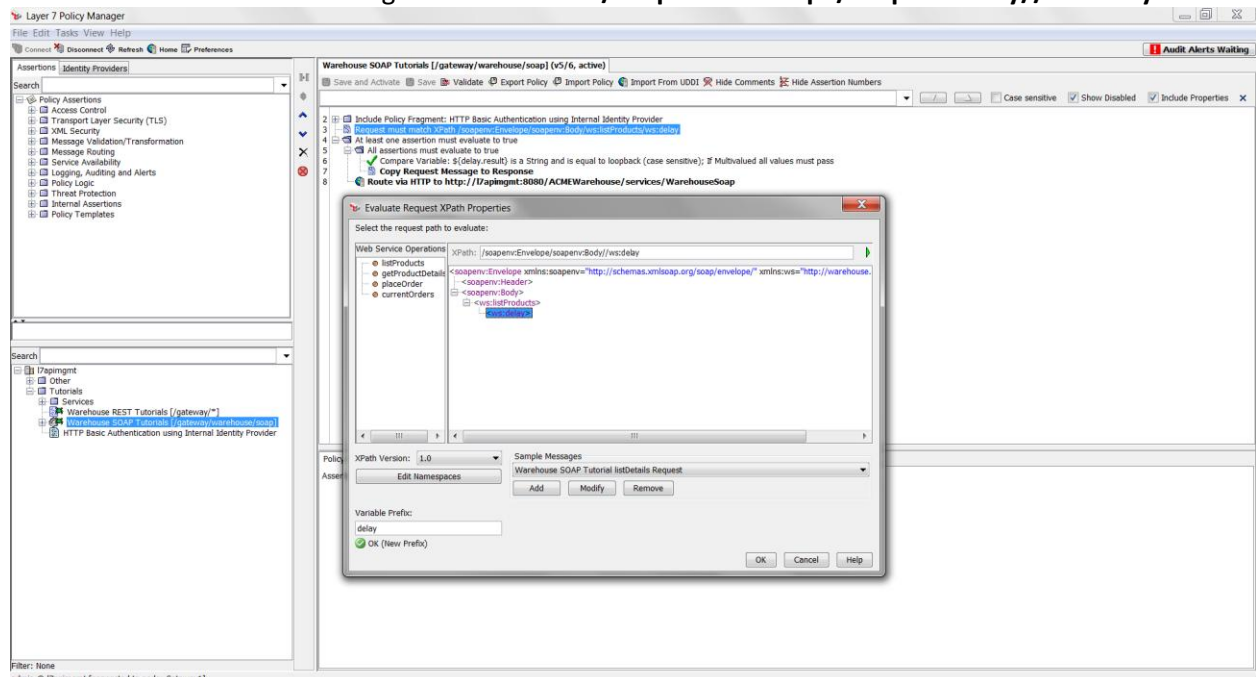 Layer 7 Policy Manager
File Edit Tasks View Help
Connect Disconnect Refresh Home Preferences
Audit Alerts Waiting
Assertions Identity Providers
Search
Policy Assertions
Access Control
Transport Layer Security (TLS)
XML Security
Message Validation/Transformation
Message Routing
Service Availability
Logging, Auditing and Alerts
Policy Logic
Threat Protection
Internal Assertions
Policy Templates
Search
l7apimgmt
Other
Tutorials
Services
Warehouse REST Tutorials [/gateway/*]
Warehouse SOAP Tutorials [/gateway/warehouse/soap]
HTTP Basic Authentication using Internal Identity Provider
Filter: None
Warehouse SOAP Tutorials [/gateway/warehouse/soap] (v5/6, active)
Save and Activate Save Validate Export Policy Import Policy Import From UDDI Hide Comments Hide Assertion Numbers
Case sensitive Show Disabled Include Properties X
2 Include Policy Fragment: HTTP Basic Authentication using Internal Identity Provider
3 Request must match XPath /soapenv:Envelope/soapenv:Body/ws:listProducts/ws:delay
4 At least one assertion must evaluate to true
5 All assertions must evaluate to true
6 Compare Variable: ${delay.result} is a String and is equal to loopback (case sensitive); If Multivalued all values must pass
7 Copy Request Message to Response
8 Route via HTTP to http://l7apimgmt:8080/ACMEWarehouse/services/WarehouseSoap
Evaluate Request XPath Properties
Select the request path to evaluate:
Web Service Operations
listProducts
getProductDetails
placeOrder
currentOrders
XPath: /soapenv:Envelope/soapenv:Body//ws:delay
<soapenv:Envelope xmlns:soapenv="http://schemas.xmlsoap.org/soap/envelope/" xmlns:ws="http://warehouse.
<soapenv:Header>
<soapenv:Body>
<ws:listProducts>
<ws:delay>
XPath Version: 1.0
Edit Namespaces
Sample Messages
Warehouse SOAP Tutorial listDetails Request
Add Modify Remove
Variable Prefix:
delay
OK (New Prefix)
OK Cancel Help